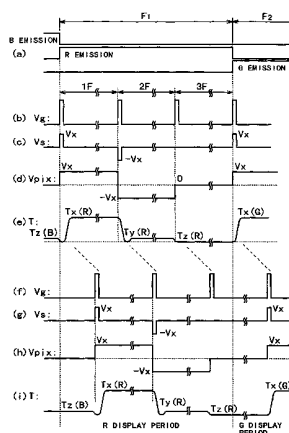 F1 F2
B EMISSION
(a) R EMISSION
G EMISSION
1F 2F 3F
(b) Vg:
(c) Vs: Vx Vx
-Vx
(d) Vpix: Vx 0 Vx
-Vx
(e) T: Tx(R) Tx(G)
Tz(B) Ty(R) Tz(R)
(f) Vg:
(g) Vs: Vx Vx
-Vx
(h) Vpix: Vx Vx
-Vx
(i) T: Tx(R) Tx(G)
Tz(B) Ty(R) Tz(R)
R DISPLAY PERIOD G DISPLAY
PERIOD